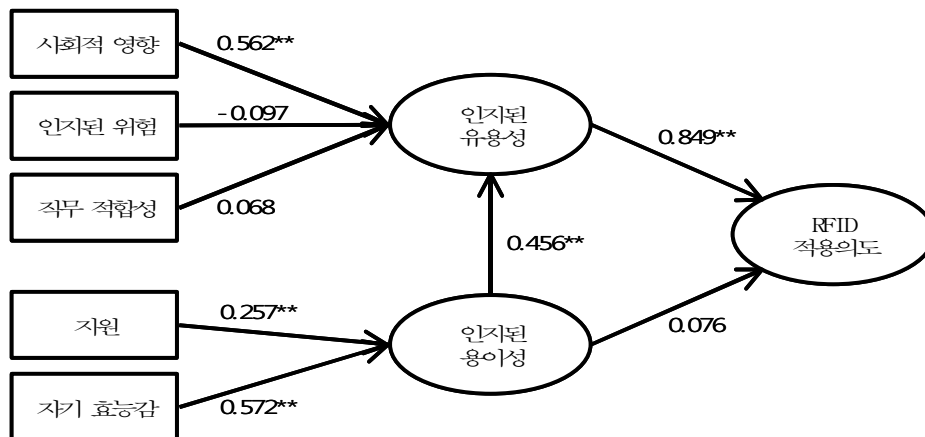 사회적 영향
0.562**
인지된 위험
-0.097
인지된
유용성
0.849**
직무 적합성
0.068
RFID
적용의도
0.456**
지원
0.257**
인지된
용이성
0.076
자기 효능감
0.572**